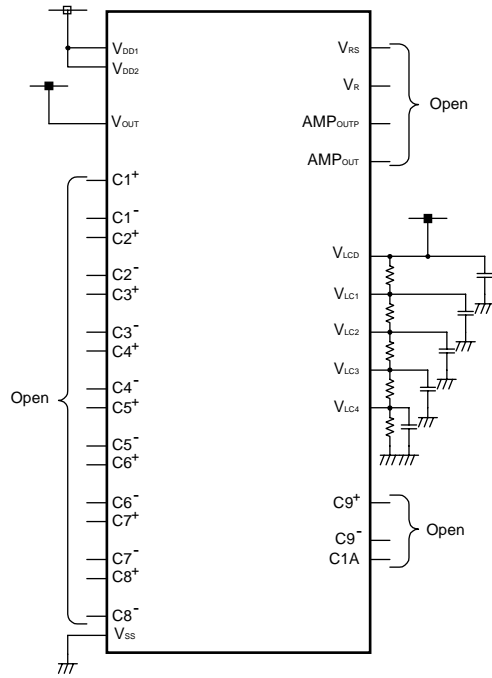 VDD1
VDD2
VOUT
C1+
C1-
C2+
C2-
C3+
C3-
C4+
C4-
C5+
C5-
C6+
C6-
C7+
C7-
C8+
C8-
VSS
Open
VRS
VR
AMPOUTP
AMPOUT
Open
VLCD
VLC1
VLC2
VLC3
VLC4
C9+
C9-
C1A
Open